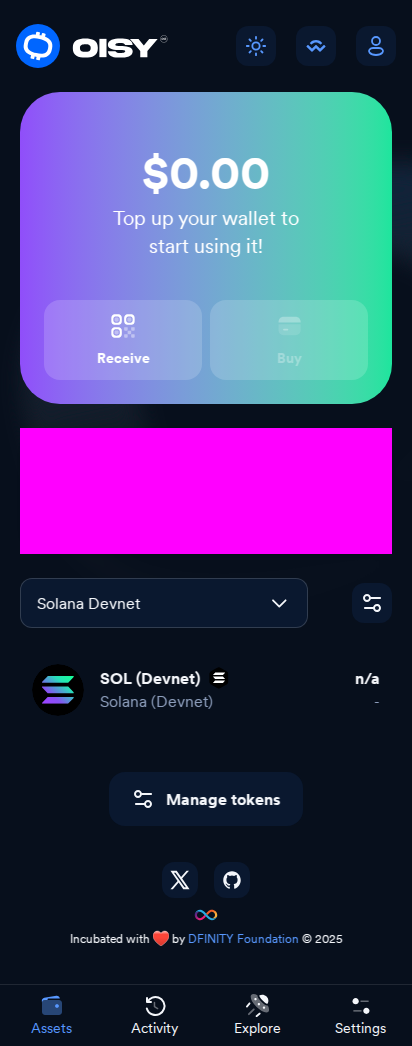 OISY
$0.00
Top up your wallet to
start using it!
Receive
Buy
Solana Devnet
SOL (Devnet)
n/a
Solana (Devnet)
-
Manage tokens
Incubated with ❤️ by DFINITY Foundation © 2025
Assets
Activity
Explore
Settings